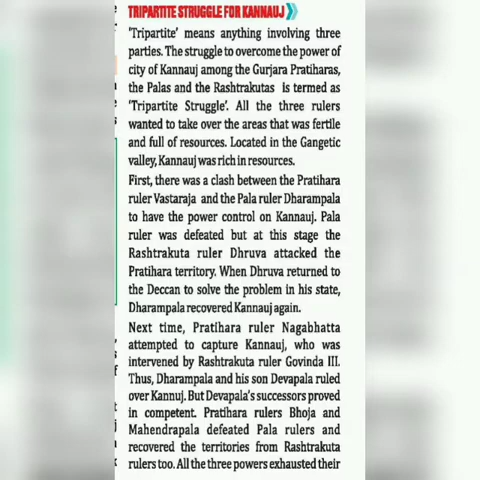 TRIPARTITE STRUGGLE FOR KANNAUJ
'Tripartite' means anything involving three
parties. The struggle to overcome the power of
city of Kannauj among the Gurjara Pratiharas,
the Palas and the Rashtrakutas is termed as
'Tripartite Struggle'. All the three rulers
wanted to take over the areas that was fertile
and full of resources. Located in the Gangetic
valley, Kannauj was rich in resources.
First, there was a clash between the Pratihara
ruler Vastaraja and the Pala ruler Dharampala
to have the power control on Kannauj. Pala
ruler was defeated but at this stage the
Rashtrakuta ruler Dhruva attacked the
Pratihara territory. When Dhruva returned to
the Deccan to solve the problem in his state,
Dharampala recovered Kannauj again.
Next time, Pratihara ruler Nagabhatta
attempted to capture Kannauj, who was
intervened by Rashtrakuta ruler Govinda III.
Thus, Dharampala and his son Devapala ruled
over Kannuj. But Devapala's successors proved
in competent. Pratihara rulers Bhoja and
Mahendrapala defeated Pala rulers and
recovered the territories from Rashtrakuta
rulers too. All the three powers exhausted their